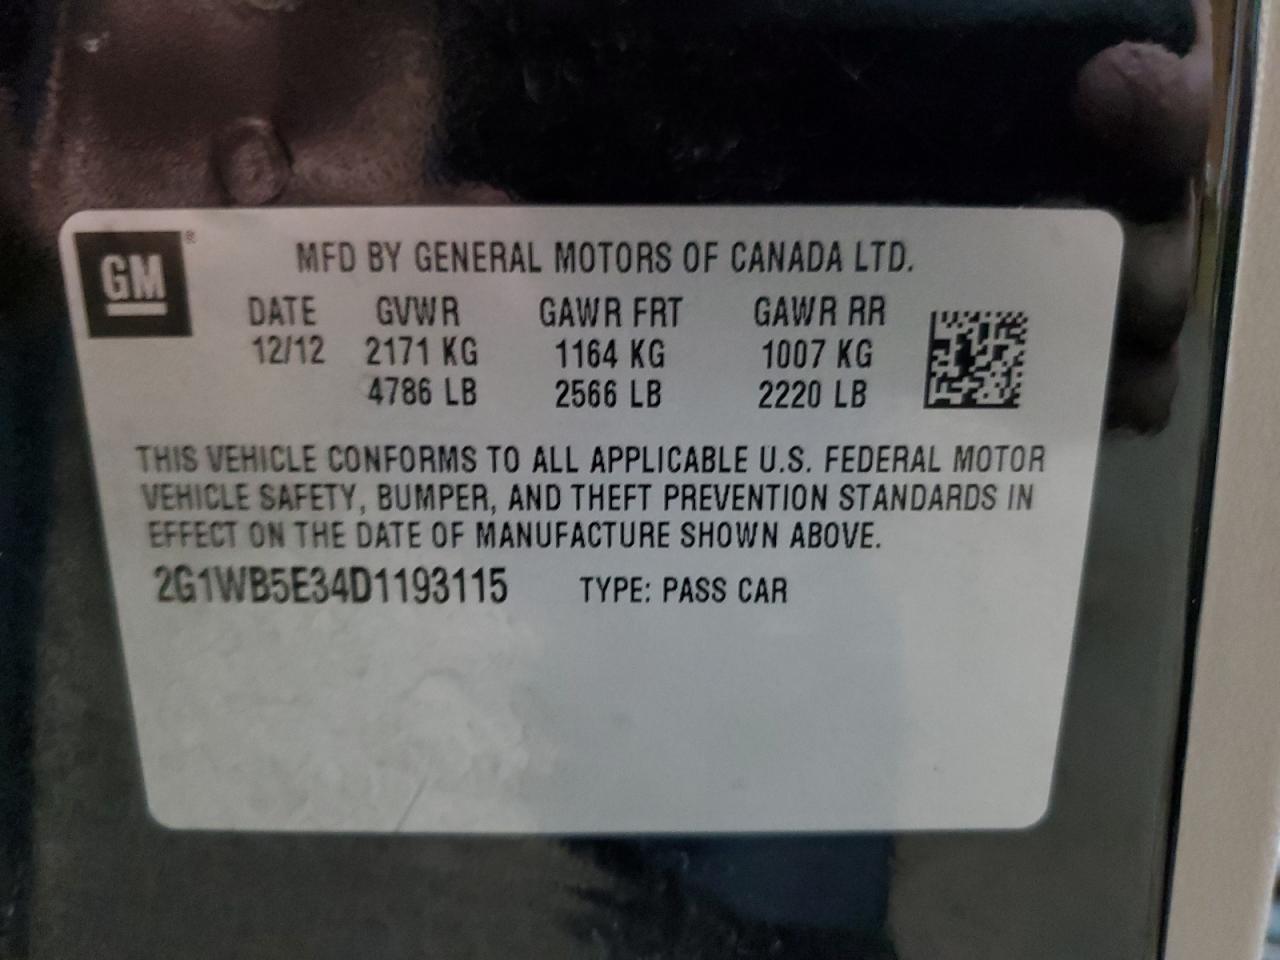 GM®
MFD BY GENERAL MOTORS OF CANADA LTD.
DATE GVWR GAWR FRT GAWR RR
12/12 2171 KG 1164 KG 1007 KG
4786 LB 2566 LB 2220 LB
THIS VEHICLE CONFORMS TO ALL APPLICABLE U.S. FEDERAL MOTOR
VEHICLE SAFETY, BUMPER, AND THEFT PREVENTION STANDARDS IN
EFFECT ON THE DATE OF MANUFACTURE SHOWN ABOVE.
2G1WB5E34D1193115 TYPE: PASS CAR